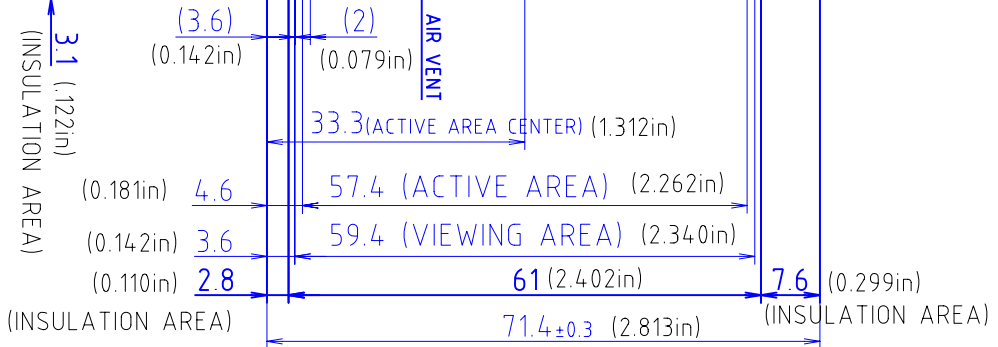 (3.6)
(2)
(0.142in)
(0.079in)
AIR VENT
3.1 (.122in)
(INSULATION AREA)
33.3(ACTIVE AREA CENTER) (1.312in)
(0.181in) 4.6 57.4 (ACTIVE AREA) (2.262in)
(0.142in) 3.6 59.4 (VIEWING AREA) (2.340in)
(0.110in) 2.8 61 (2.402in) 7.6 (0.299in)
(INSULATION AREA) (INSULATION AREA)
71.4±0.3 (2.813in)